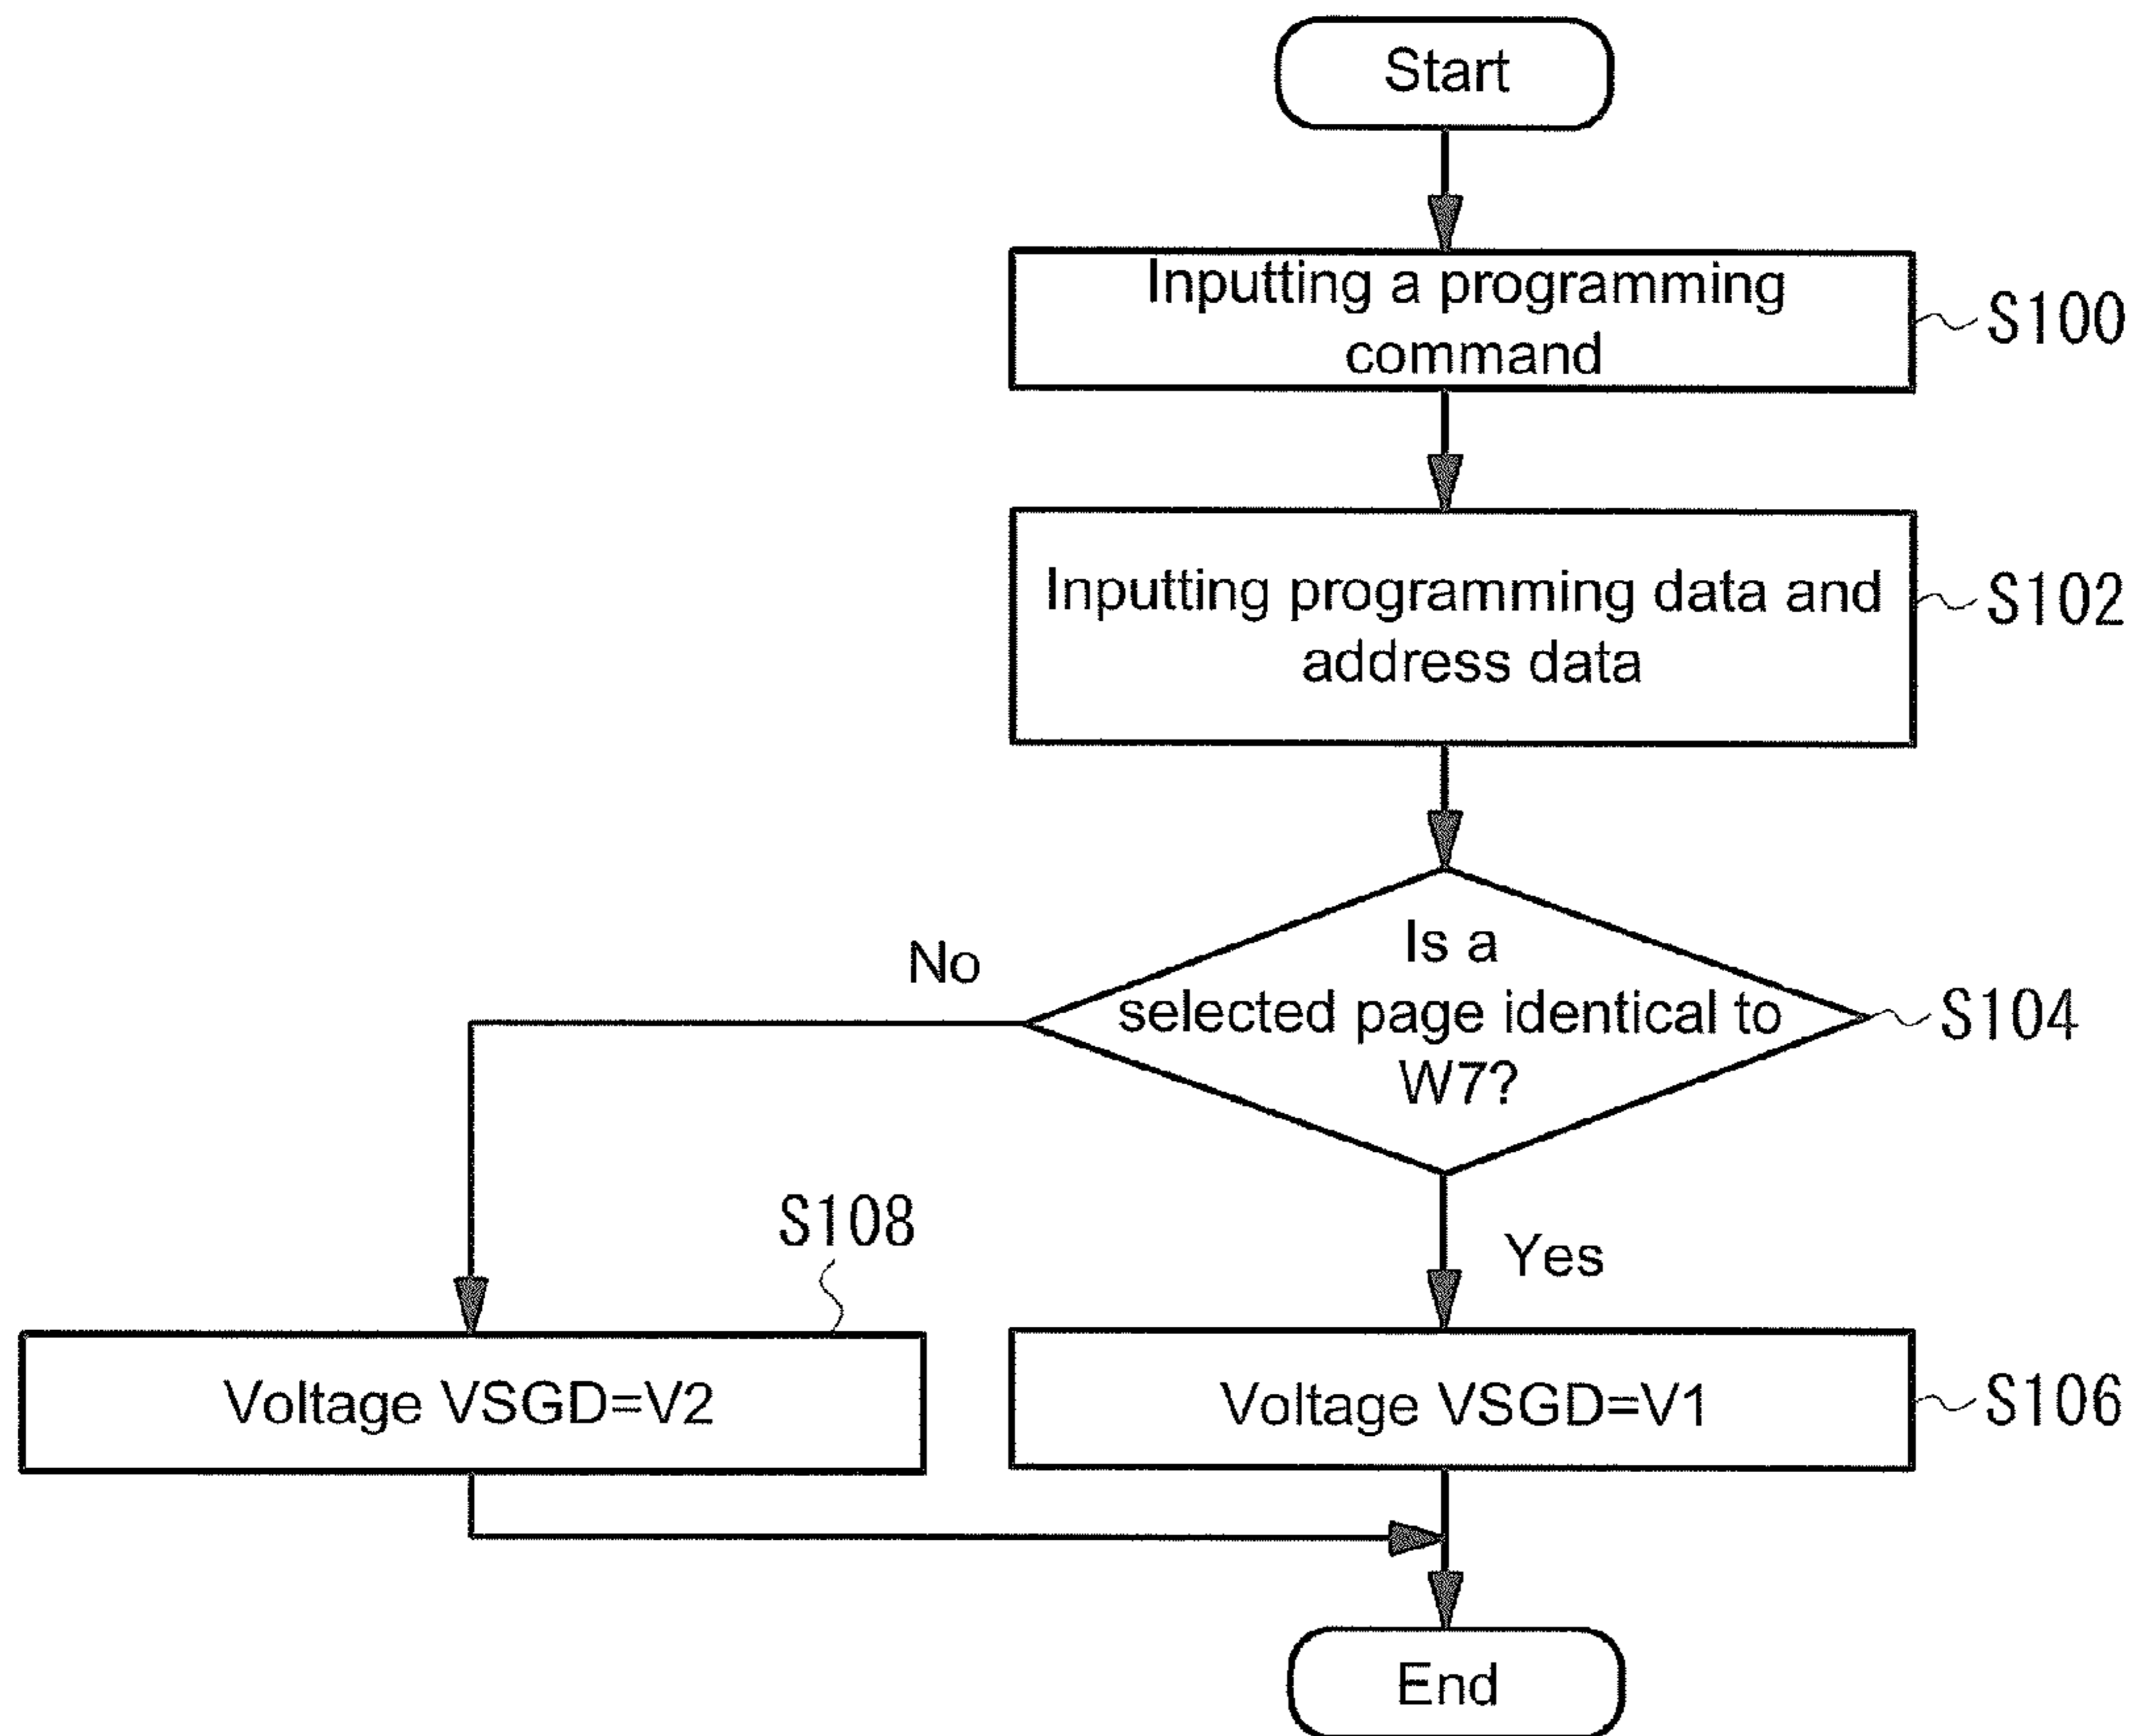 Start
Inputting a programming
command
S100
Inputting programming data and
address data
S102
Is a
selected page identical to
W7?
S104
No
Yes
S108
Voltage VSGD=V2
Voltage VSGD=V1
S106
End